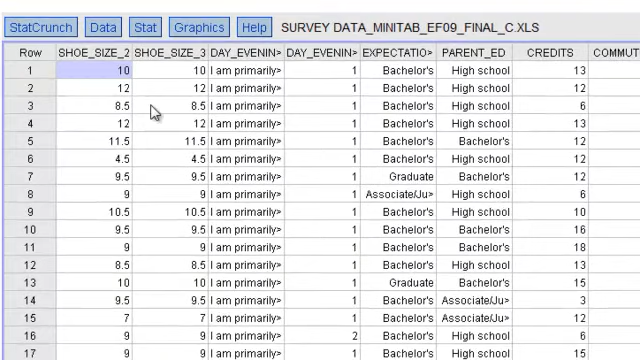 StatCrunch Data Stat Graphics Help SURVEY DATA_MINITAB_EF09_FINAL_C.XLS
Row SHOE_SIZE_2 SHOE_SIZE_3 DAY_EVENIN> DAY_EVENIN> EXPECTATIO> PARENT_ED CREDITS COMMUT
1 10 10 I am primarily> 1 Bachelor's High school 13
2 12 12 I am primarily> 1 Bachelor's High school 12
3 8.5 8.5 I am primarily> 1 Bachelor's High school 6
4 12 12 I am primarily> 1 Bachelor's High school 13
5 11.5 11.5 I am primarily> 1 Bachelor's Bachelor's 12
6 4.5 4.5 I am primarily> 1 Bachelor's High school 12
7 9.5 9.5 I am primarily> 1 Graduate Bachelor's 12
8 9 9 I am primarily> 1 Associate/Ju> High school 6
9 10.5 10.5 I am primarily> 1 Bachelor's High school 10
10 9.5 9.5 I am primarily> 1 Bachelor's Bachelor's 16
11 9 9 I am primarily> 1 Bachelor's Bachelor's 18
12 8.5 8.5 I am primarily> 1 Bachelor's High school 13
13 10 10 I am primarily> 1 Graduate Bachelor's 15
14 9.5 9.5 I am primarily> 1 Bachelor's Associate/Ju> 3
15 7 7 I am primarily> 1 Bachelor's Associate/Ju> 12
16 9 9 I am primarily> 2 Bachelor's High school 6
17 9 9 I am primarily> 1 Bachelor's High school 15